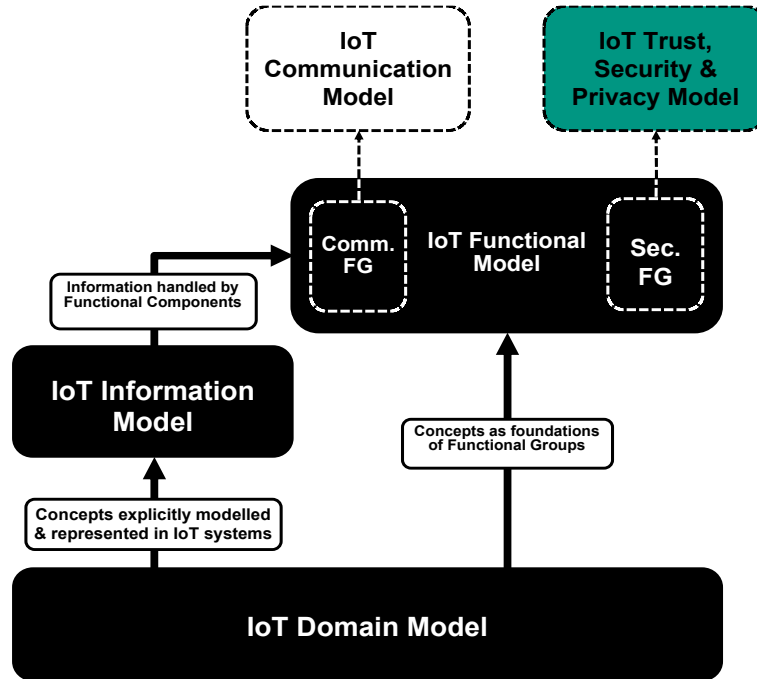 IoT
Communication
Model
IoT Trust,
Security &
Privacy Model
Comm.
FG
IoT Functional
Model
Sec.
FG
Information handled by
Functional Components
IoT Information
Model
Concepts as foundations
of Functional Groups
Concepts explicitly modelled
& represented in IoT systems
IoT Domain Model